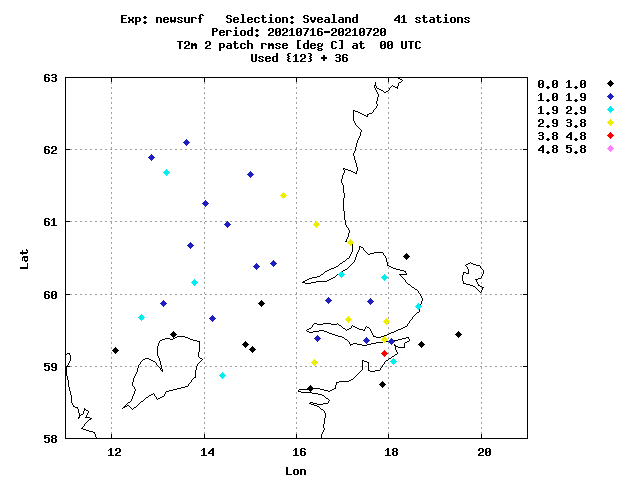 Exp: newsurf   Selection: Svealand     41 stations
Period: 20210716-20210720
T2m 2 patch rmse [deg C] at  00 UTC
Used {12} + 36
63
62
61
60
59
58
Lat
12
14
16
18
20
Lon
0.0 1.0
1.0 1.9
1.9 2.9
2.9 3.8
3.8 4.8
4.8 5.8